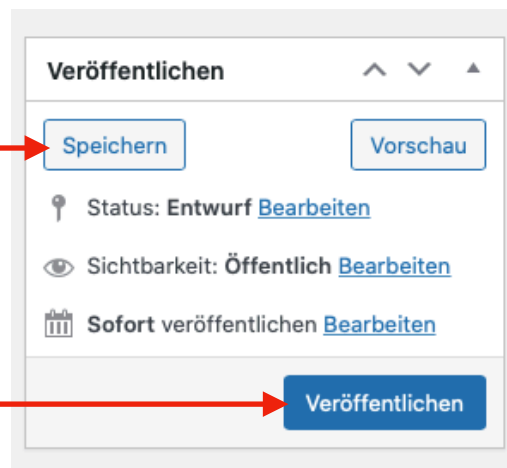 Veröffentlichen
Speichern Vorschau
Status: Entwurf Bearbeiten
Sichtbarkeit: Öffentlich Bearbeiten
Sofort veröffentlichen Bearbeiten
Veröffentlichen